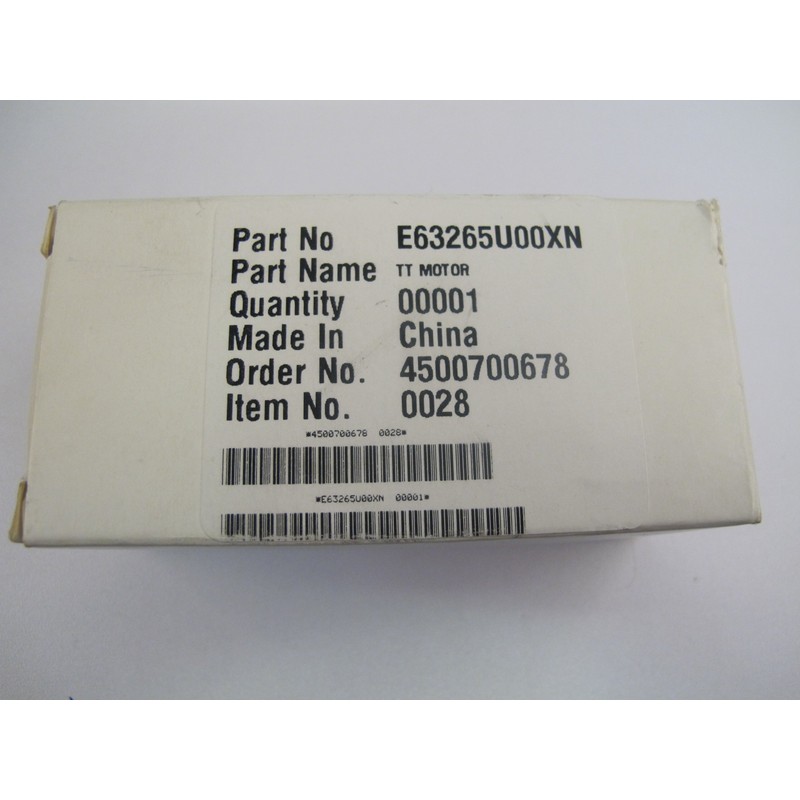 Part No E63265U00XN
Part Name TT MOTOR
Quantity 00001
Made In China
Order No. 4500700678
Item No. 0028
*4500700678 0028*
*E63265U00XN 00001*